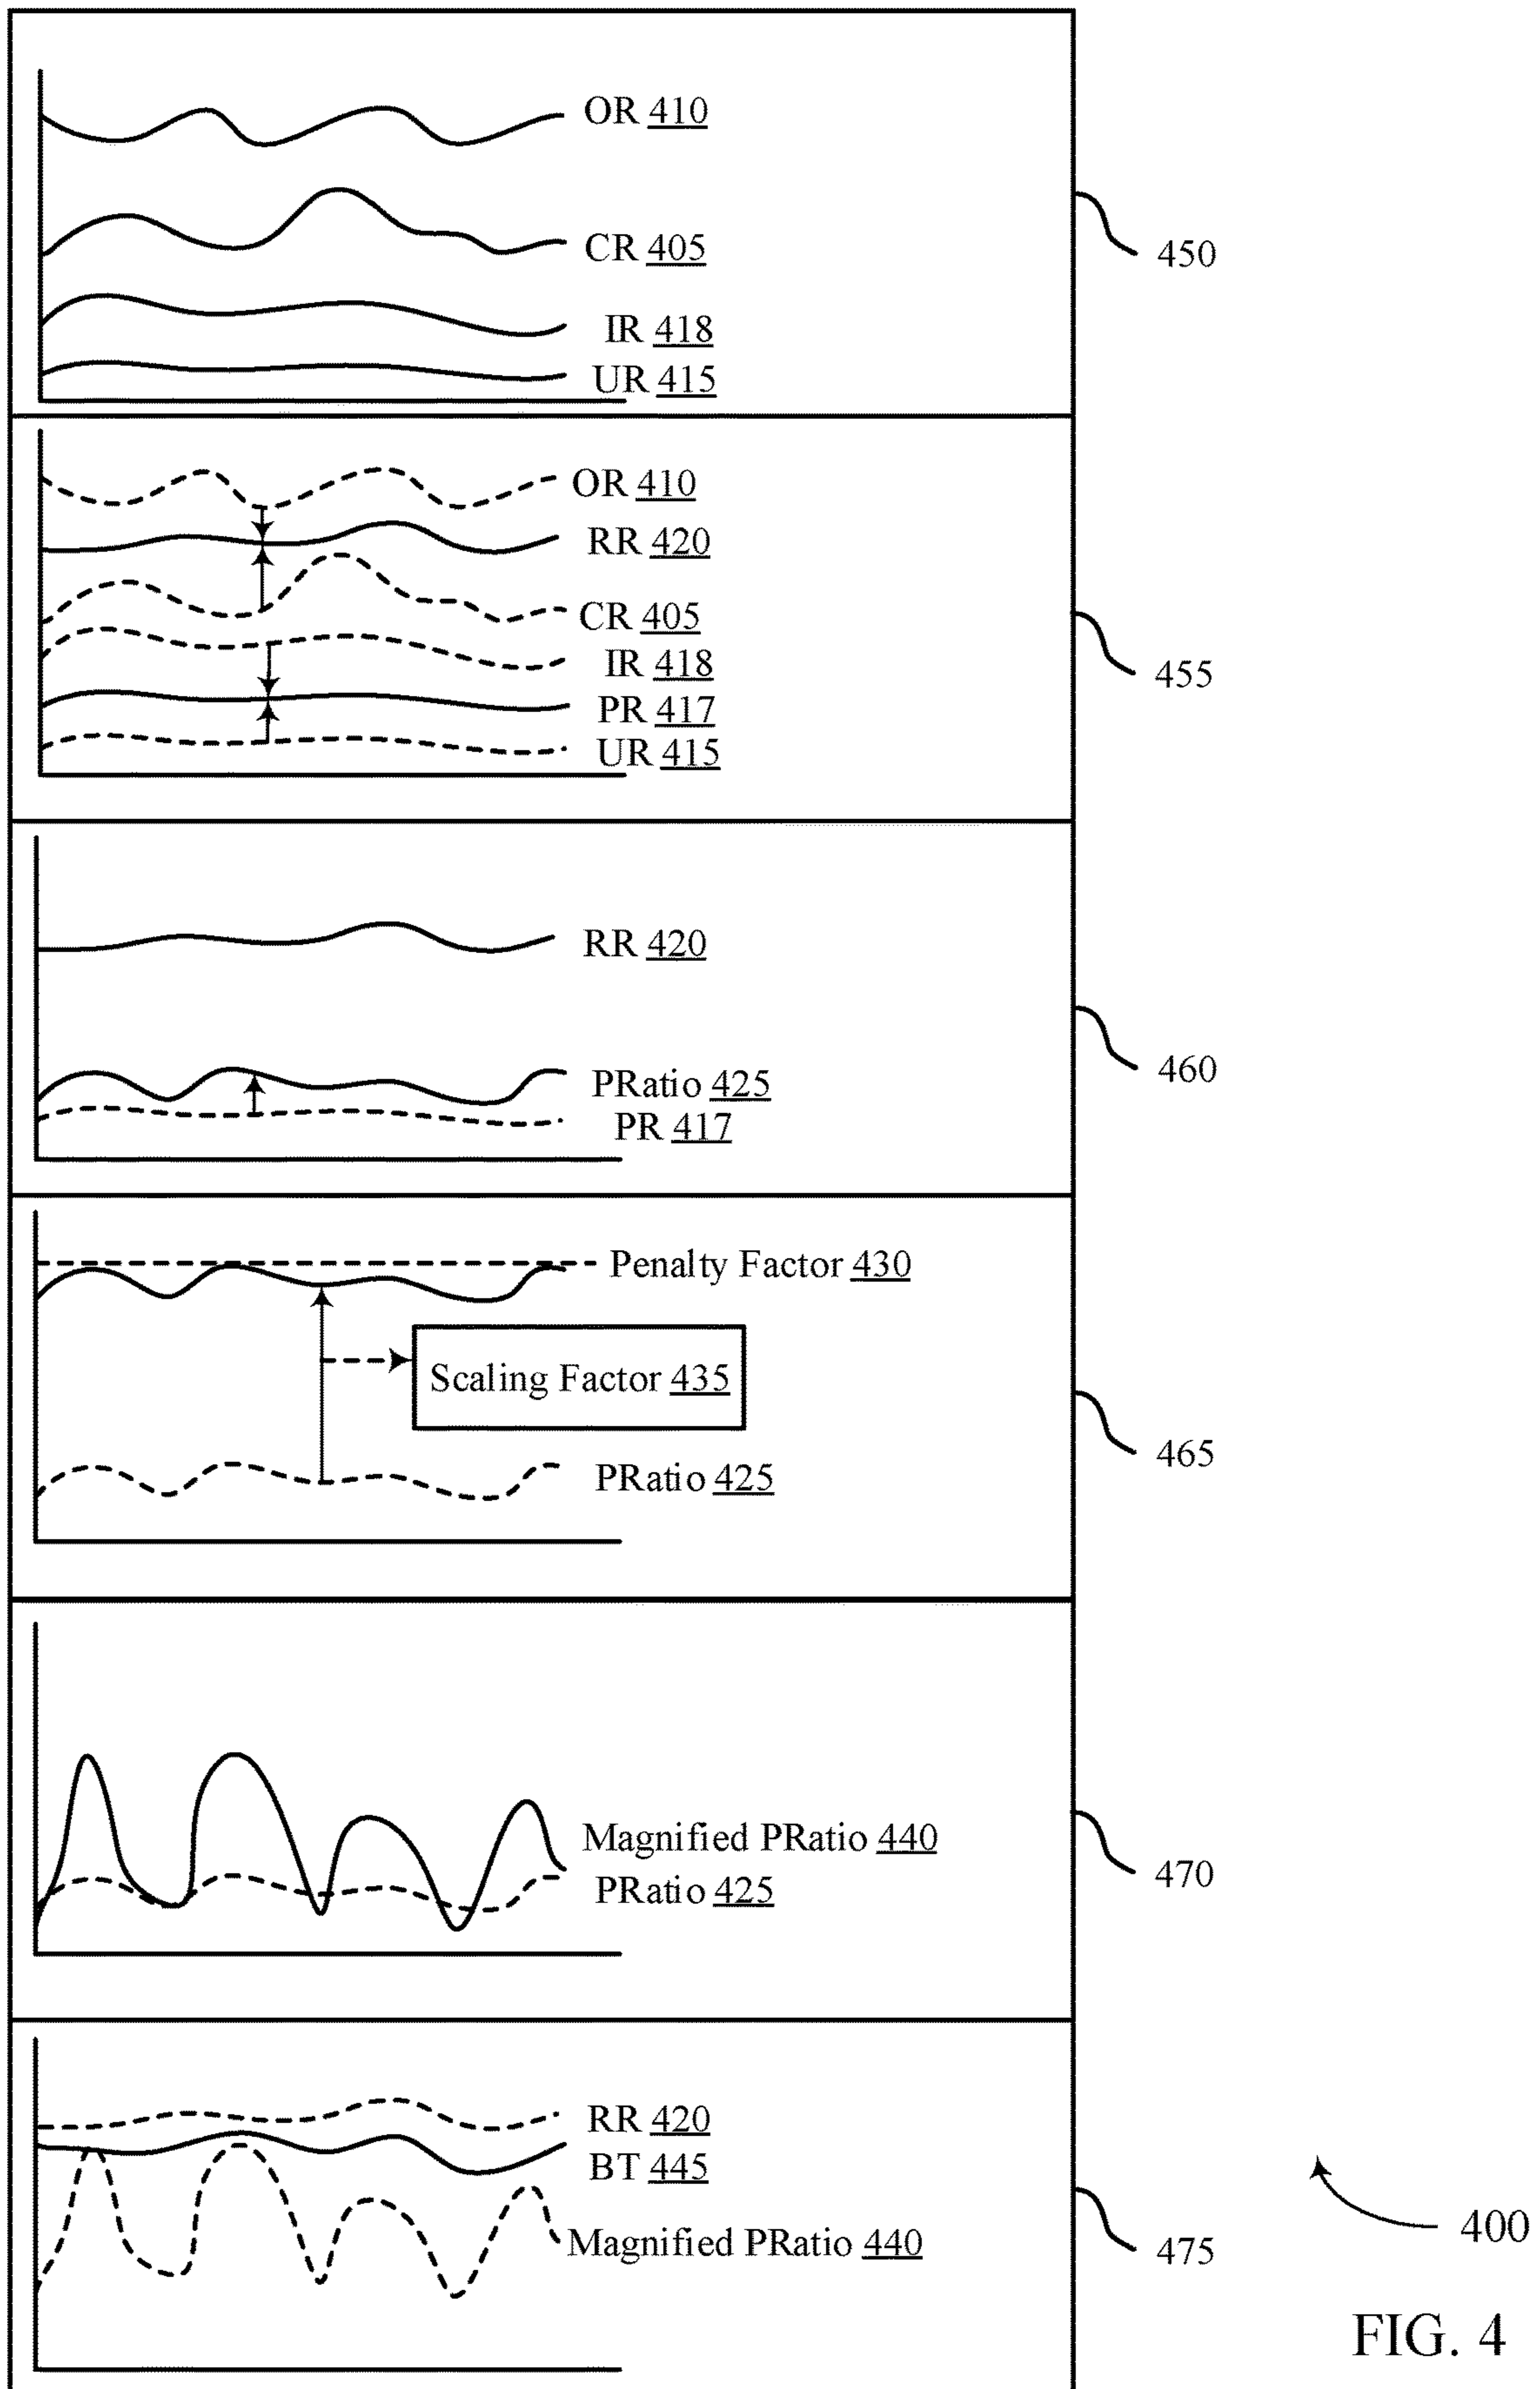 OR 410
CR 405
450
IR 418
UR 415
OR 410
RR 420
CR 405
455
IR 418
PR 417
UR 415
RR 420
460
PRatio 425
PR 417
Penalty Factor 430
Scaling Factor 435
465
PRatio 425
Magnified PRatio 440
470
PRatio 425
RR 420
BT 445
Magnified PRatio 440
475
400
FIG. 4